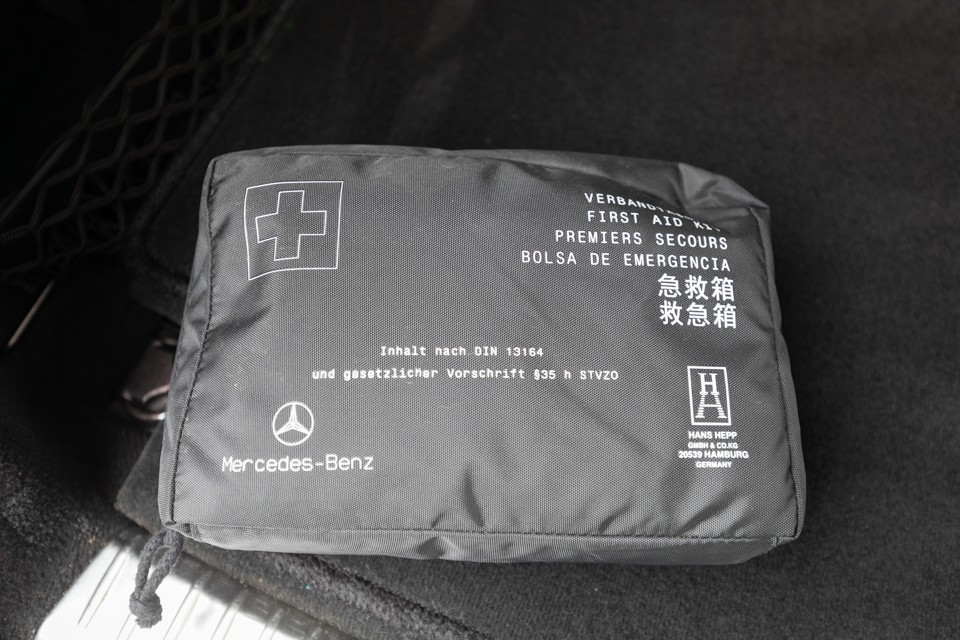 FIRST AID
PREMIERS SECOURS
BOLSA DE EMERGENCIA
急救箱
救急箱
Inhalt nach DIN 13164
und gesetzlicher Vorschrift §35 h STVZO
Mercedes-Benz
HA
HANS HEPP
GMBH & CO.KG
20539 HAMBURG
GERMANY